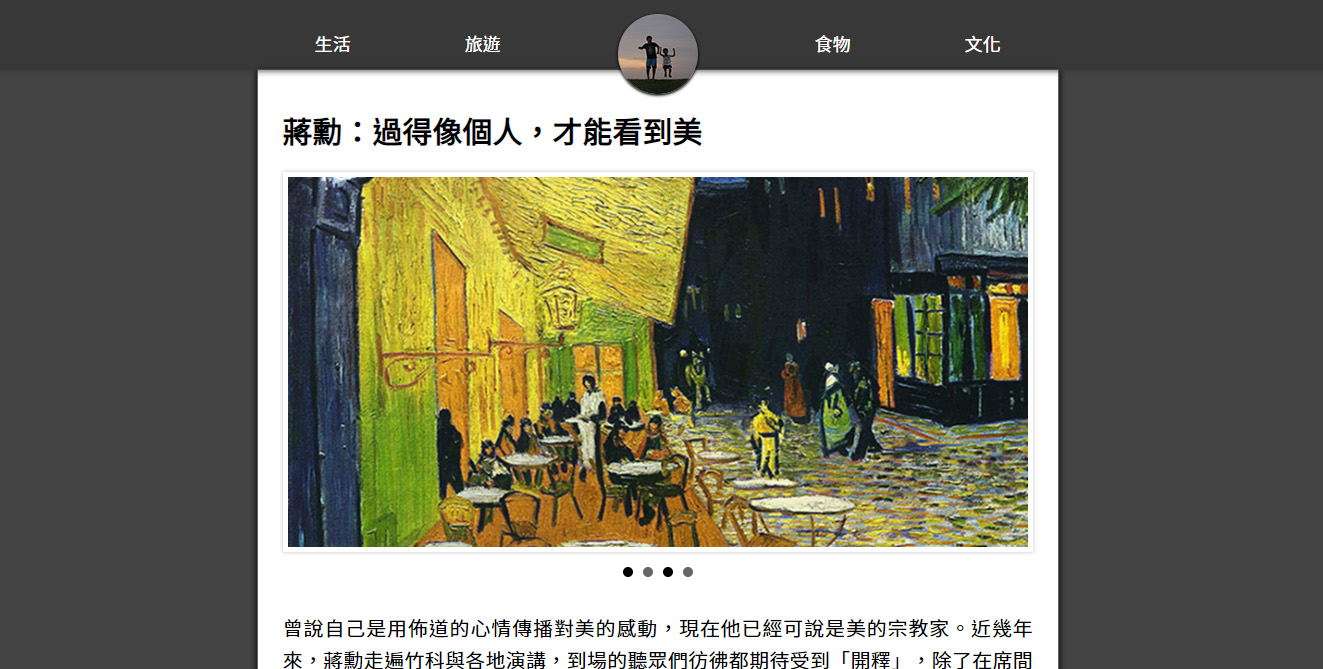 生活 旅遊 食物 文化
蔣勳：過得像個人，才能看到美
曾說自己是用佈道的心情傳播對美的感動，現在他已經可說是美的宗教家。近幾年
來，蔣勳走遍竹科與各地演講，到場的聽眾們彷彿都期待受到「開釋」，除了在席間